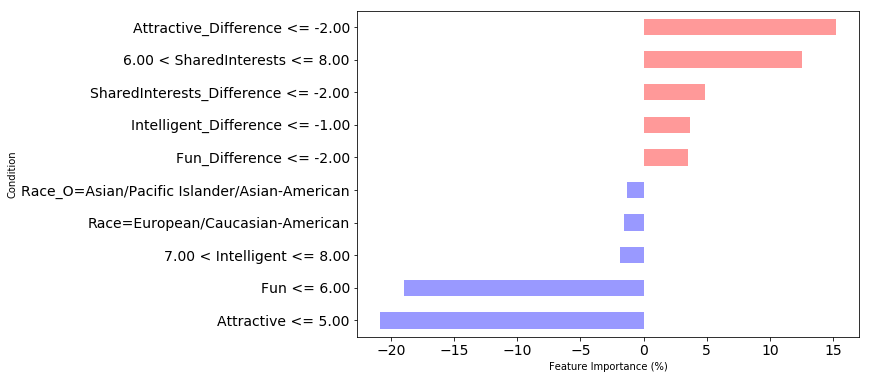 Attractive_Difference <= -2.00
6.00 < SharedInterests <= 8.00
SharedInterests_Difference <= -2.00
Intelligent_Difference <= -1.00
Fun_Difference <= -2.00
Race_O=Asian/Pacific Islander/Asian-American
Race=European/Caucasian-American
7.00 < Intelligent <= 8.00
Fun <= 6.00
Attractive <= 5.00
Condition
−20 −15 −10 −5 0 5 10 15
Feature Importance (%)